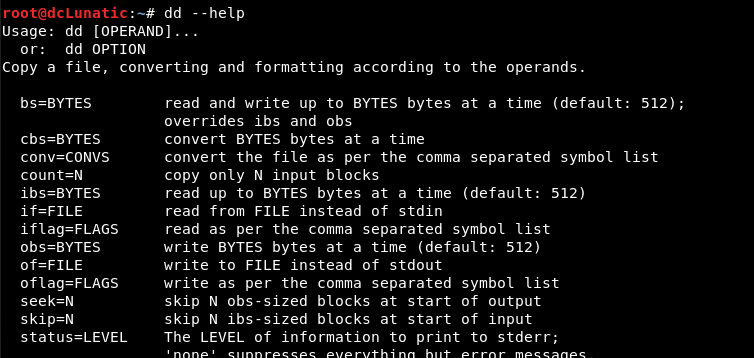 root@dcLunatic:~# dd --help
Usage: dd [OPERAND]...
  or:  dd OPTION
Copy a file, converting and formatting according to the operands.

  bs=BYTES        read and write up to BYTES bytes at a time (default: 512);
                  overrides ibs and obs
  cbs=BYTES       convert BYTES bytes at a time
  conv=CONVS      convert the file as per the comma separated symbol list
  count=N         copy only N input blocks
  ibs=BYTES       read up to BYTES bytes at a time (default: 512)
  if=FILE         read from FILE instead of stdin
  iflag=FLAGS     read as per the comma separated symbol list
  obs=BYTES       write BYTES bytes at a time (default: 512)
  of=FILE         write to FILE instead of stdout
  oflag=FLAGS     write as per the comma separated symbol list
  seek=N          skip N obs-sized blocks at start of output
  skip=N          skip N ibs-sized blocks at start of input
  status=LEVEL    The LEVEL of information to print to stderr;
                  'none' suppresses everything but error messages